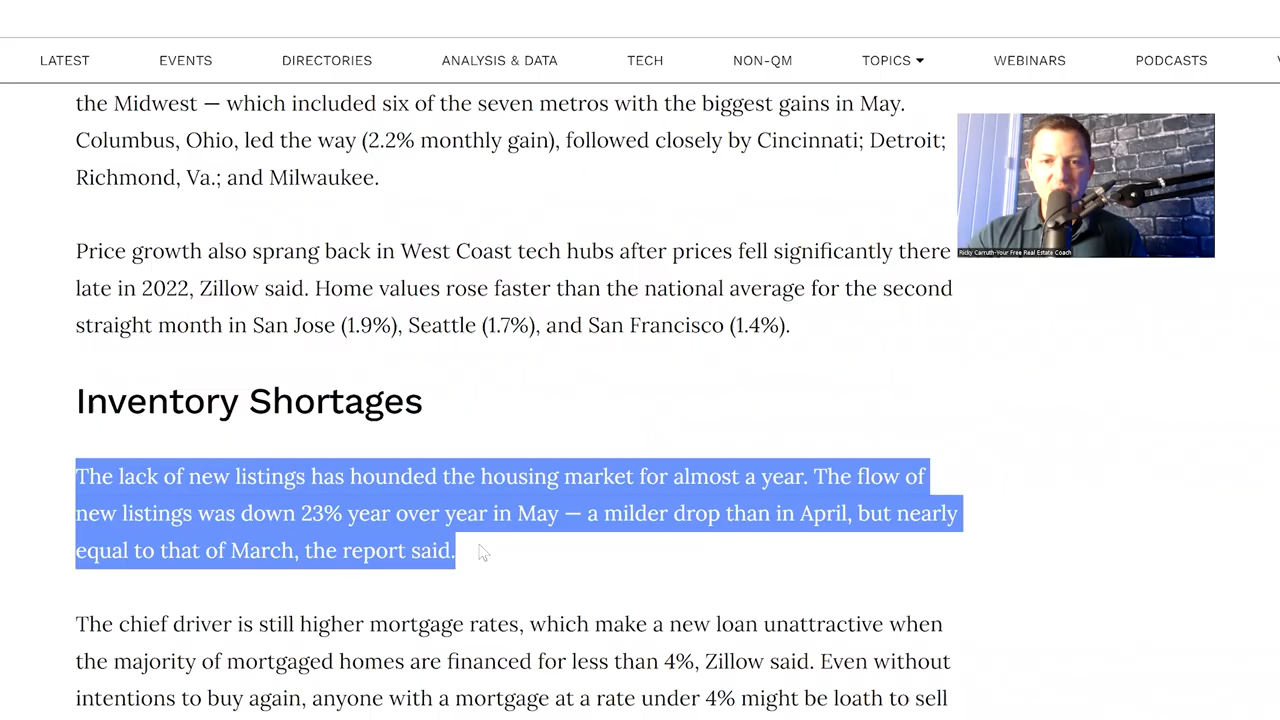 LATEST EVENTS DIRECTORIES ANALYSIS & DATA TECH NON-QM TOPICS WEBINARS PODCASTS
the Midwest — which included six of the seven metros with the biggest gains in May.
Columbus, Ohio, led the way (2.2% monthly gain), followed closely by Cincinnati; Detroit;
Richmond, Va.; and Milwaukee.
Price growth also sprang back in West Coast tech hubs after prices fell significantly there
late in 2022, Zillow said. Home values rose faster than the national average for the second
straight month in San Jose (1.9%), Seattle (1.7%), and San Francisco (1.4%).
Ricky Carruth-Your Free Real Estate Coach
Inventory Shortages
The lack of new listings has hounded the housing market for almost a year. The flow of
new listings was down 23% year over year in May — a milder drop than in April, but nearly
equal to that of March, the report said.
The chief driver is still higher mortgage rates, which make a new loan unattractive when
the majority of mortgaged homes are financed for less than 4%, Zillow said. Even without
intentions to buy again, anyone with a mortgage at a rate under 4% might be loath to sell